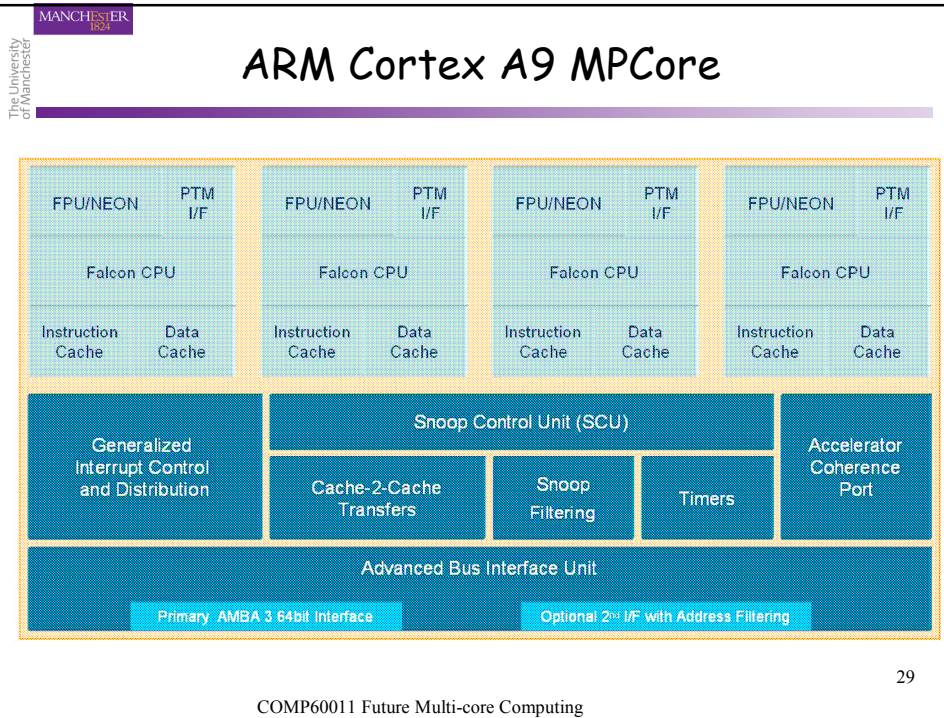 MANCHESTER
1824
The University
of Manchester
ARM Cortex A9 MPCore
FPU/NEON
PTM
I/F
Falcon CPU
Instruction
Cache
Data
Cache
FPU/NEON
PTM
I/F
Falcon CPU
Instruction
Cache
Data
Cache
FPU/NEON
PTM
I/F
Falcon CPU
Instruction
Cache
Data
Cache
FPU/NEON
PTM
I/F
Falcon CPU
Instruction
Cache
Data
Cache
Generalized
Interrupt Control
and Distribution
Snoop Control Unit (SCU)
Cache-2-Cache
Transfers
Snoop
Filtering
Timers
Accelerator
Coherence
Port
Advanced Bus Interface Unit
Primary AMBA 3 64bit Interface
Optional 2nd I/F with Address Filtering
29
COMP60011 Future Multi-core Computing